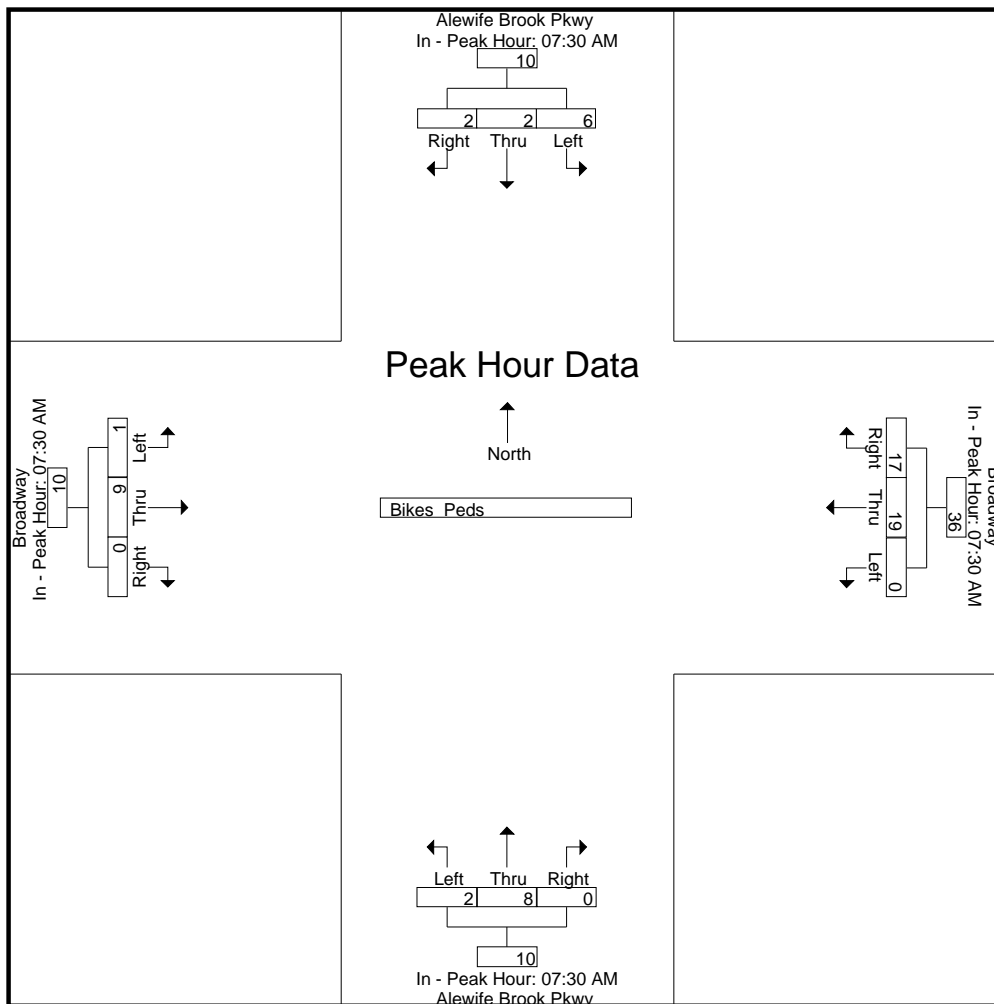 Alewife Brook Pkwy
In - Peak Hour: 07:30 AM
10
2 2 6
Right Thru Left
Peak Hour Data
North
Bikes Peds
Broadway
In - Peak Hour: 07:30 AM
10
1 9 0
Left Thru Right
Right Thru Left
17 19 0
36
In - Peak Hour: 07:30 AM
Broadway
Left Thru Right
2 8 0
10
In - Peak Hour: 07:30 AM
Alewife Brook Pkwy